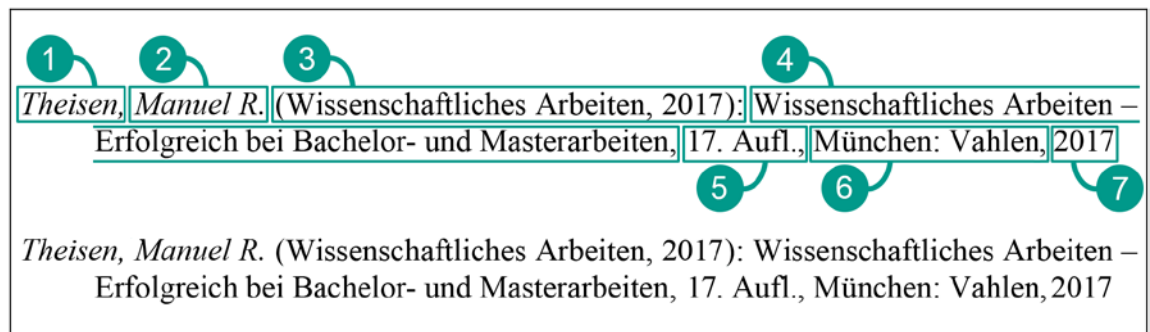 1 2 3 4
Theisen, Manuel R. (Wissenschaftliches Arbeiten, 2017): Wissenschaftliches Arbeiten –
Erfolgreich bei Bachelor- und Masterarbeiten, 17. Aufl., München: Vahlen, 2017
5 6 7
Theisen, Manuel R. (Wissenschaftliches Arbeiten, 2017): Wissenschaftliches Arbeiten –
Erfolgreich bei Bachelor- und Masterarbeiten, 17. Aufl., München: Vahlen, 2017